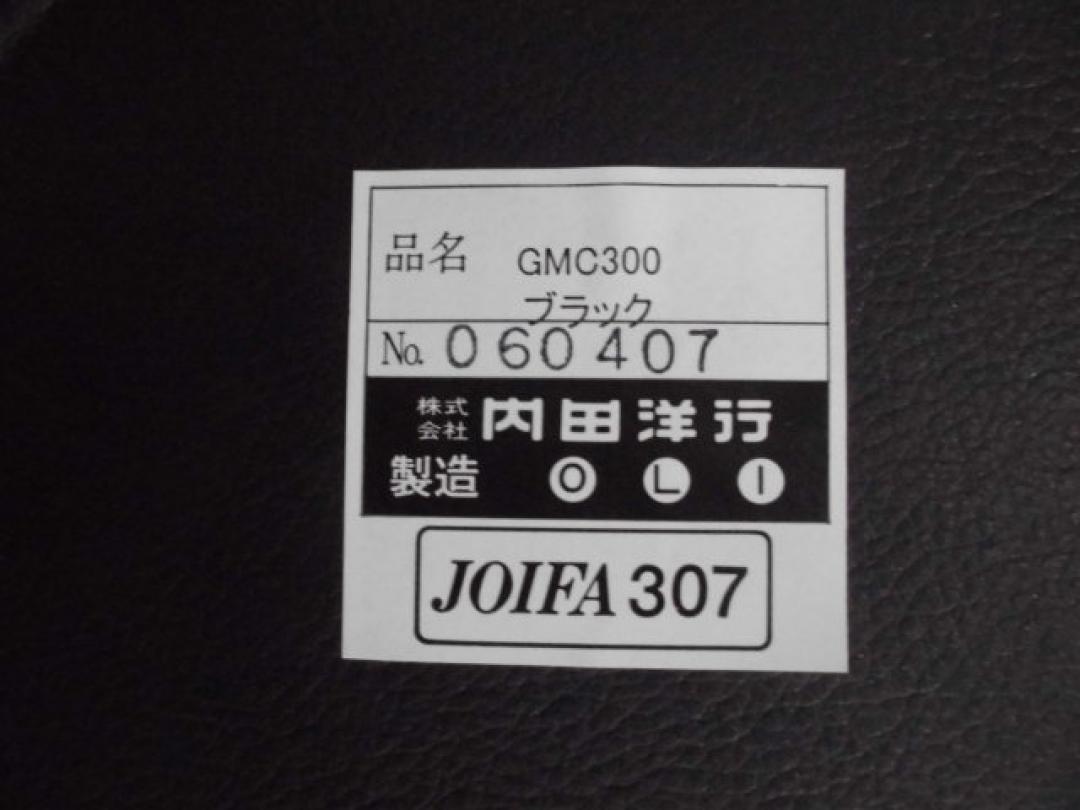 品名 GMC300
ブラック
No. 060407
株式会社 内田洋行
製造 O L I
JOIFA 307